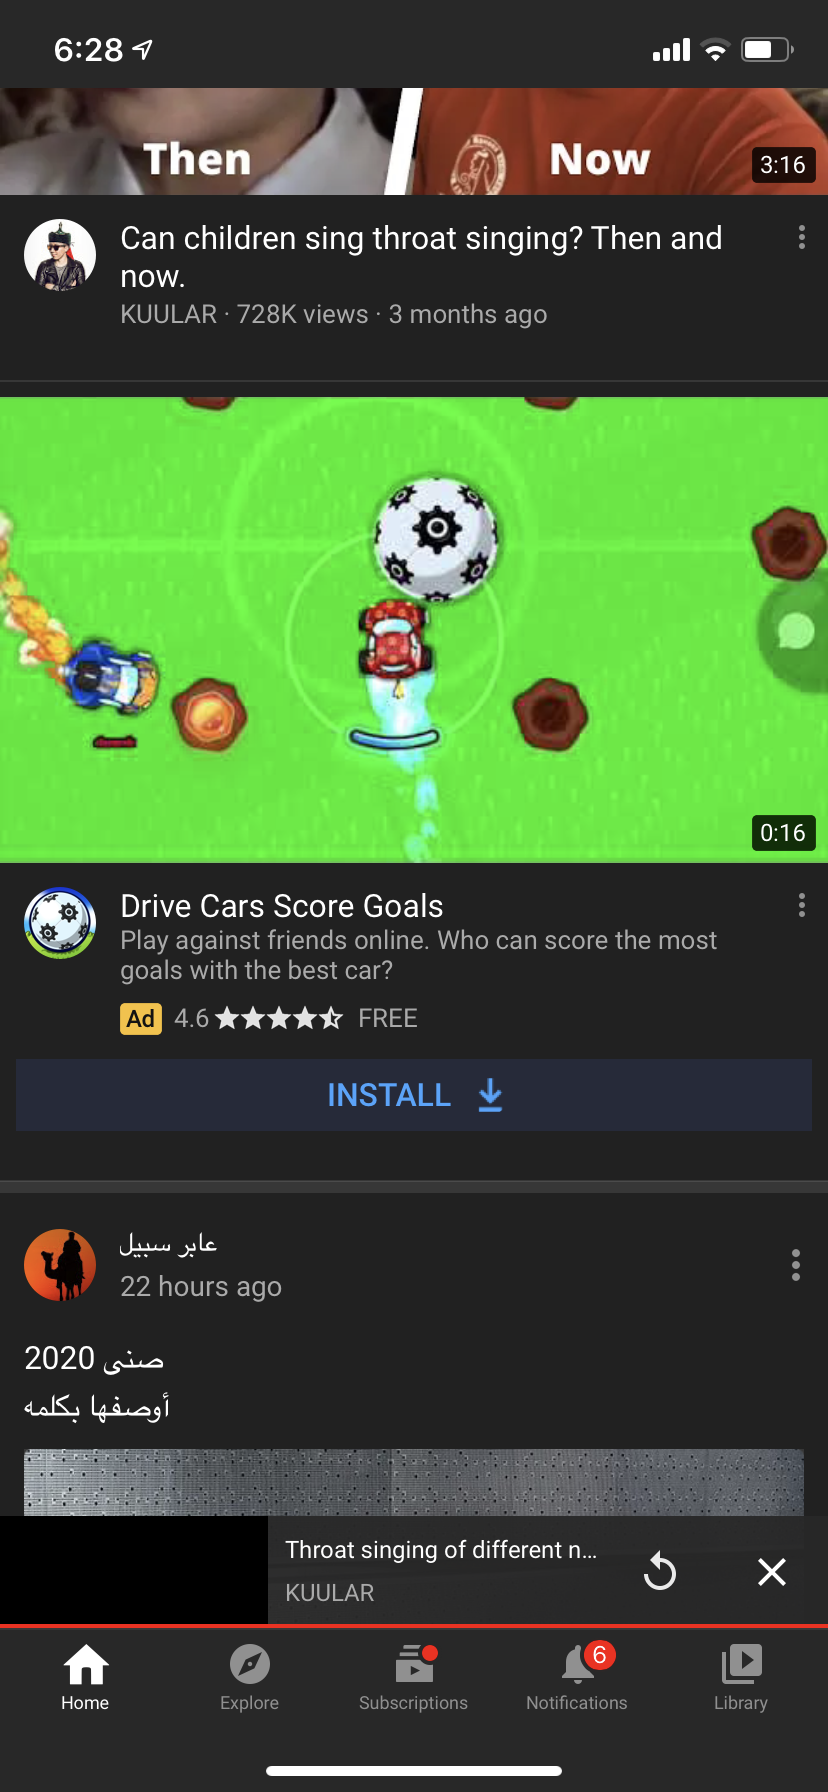 6:28
Then
Now
3:16
Can children sing throat singing? Then and
now.
KUULAR · 728K views · 3 months ago
0:16
Drive Cars Score Goals
Play against friends online. Who can score the most
goals with the best car?
Ad 4.6 FREE
INSTALL
عابر سبيل
22 hours ago
صنى 2020
أوصفها بكلمه
Throat singing of different n...
KUULAR
6
Home
Explore
Subscriptions
Notifications
Library